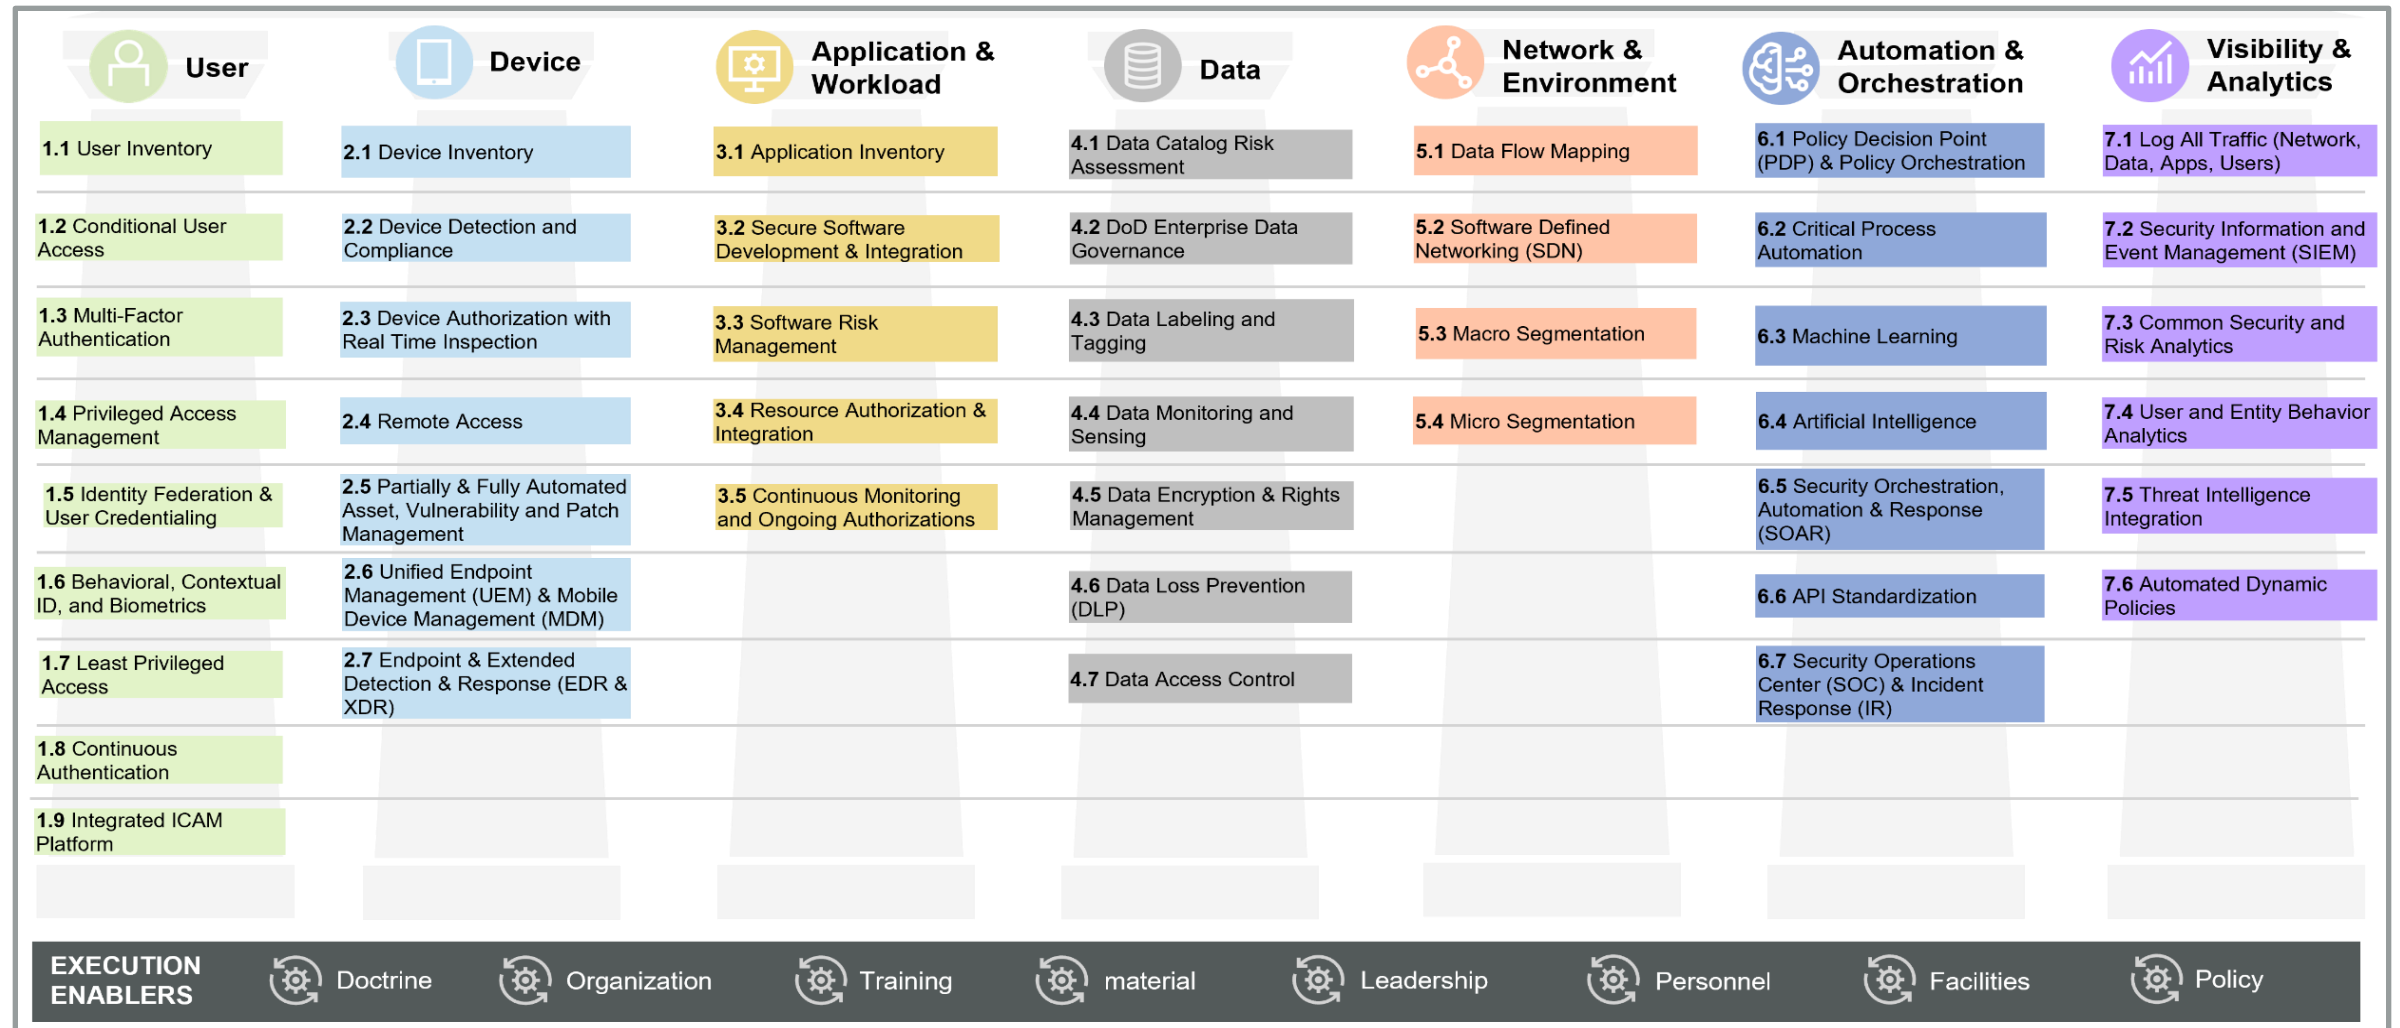 User
Device
Application &
Workload
Data
Network &
Environment
Automation &
Orchestration
Visibility &
Analytics
1.1 User Inventory
2.1 Device Inventory
3.1 Application Inventory
4.1 Data Catalog Risk
Assessment
5.1 Data Flow Mapping
6.1 Policy Decision Point
(PDP) & Policy Orchestration
7.1 Log All Traffic (Network,
Data, Apps, Users)
1.2 Conditional User
Access
2.2 Device Detection and
Compliance
3.2 Secure Software
Development & Integration
4.2 DoD Enterprise Data
Governance
5.2 Software Defined
Networking (SDN)
6.2 Critical Process
Automation
7.2 Security Information and
Event Management (SIEM)
1.3 Multi-Factor
Authentication
2.3 Device Authorization with
Real Time Inspection
3.3 Software Risk
Management
4.3 Data Labeling and
Tagging
5.3 Macro Segmentation
6.3 Machine Learning
7.3 Common Security and
Risk Analytics
1.4 Privileged Access
Management
2.4 Remote Access
3.4 Resource Authorization &
Integration
4.4 Data Monitoring and
Sensing
5.4 Micro Segmentation
6.4 Artificial Intelligence
7.4 User and Entity Behavior
Analytics
1.5 Identity Federation &
User Credentialing
2.5 Partially & Fully Automated
Asset, Vulnerability and Patch
Management
3.5 Continuous Monitoring
and Ongoing Authorizations
4.5 Data Encryption & Rights
Management
6.5 Security Orchestration,
Automation & Response
(SOAR)
7.5 Threat Intelligence
Integration
1.6 Behavioral, Contextual
ID, and Biometrics
2.6 Unified Endpoint
Management (UEM) & Mobile
Device Management (MDM)
4.6 Data Loss Prevention
(DLP)
6.6 API Standardization
7.6 Automated Dynamic
Policies
1.7 Least Privileged
Access
2.7 Endpoint & Extended
Detection & Response (EDR &
XDR)
4.7 Data Access Control
6.7 Security Operations
Center (SOC) & Incident
Response (IR)
1.8 Continuous
Authentication
1.9 Integrated ICAM
Platform
EXECUTION
ENABLERS
Doctrine
Organization
Training
material
Leadership
Personnel
Facilities
Policy